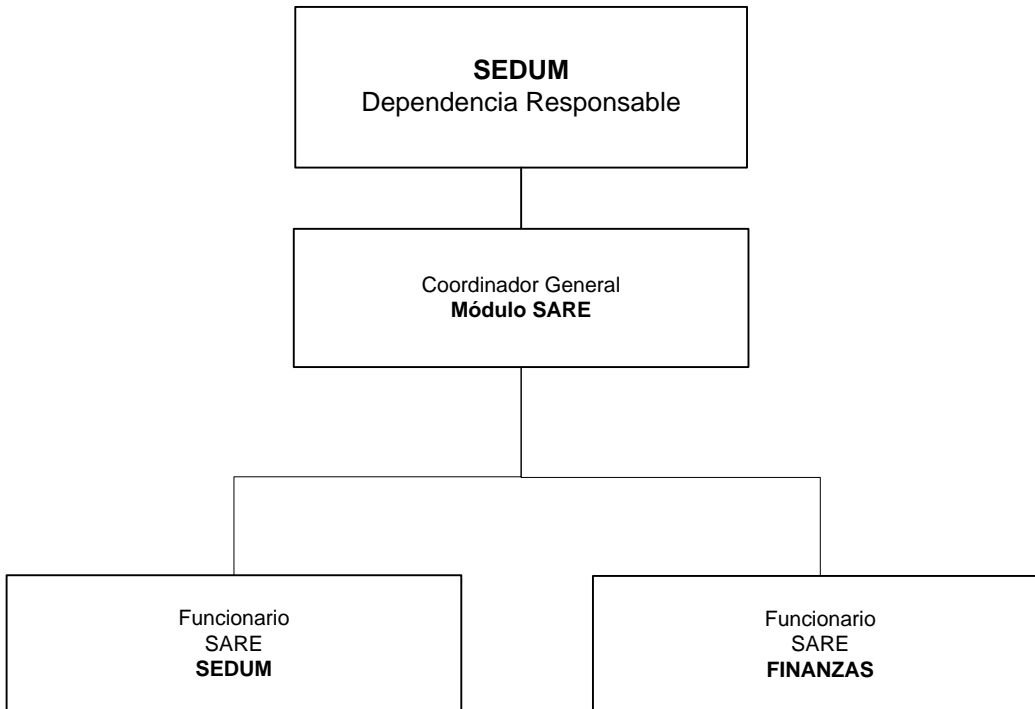 SEDUM
Dependencia Responsable
Coordinador General
Módulo SARE
Funcionario
SARE
SEDUM
Funcionario
SARE
FINANZAS